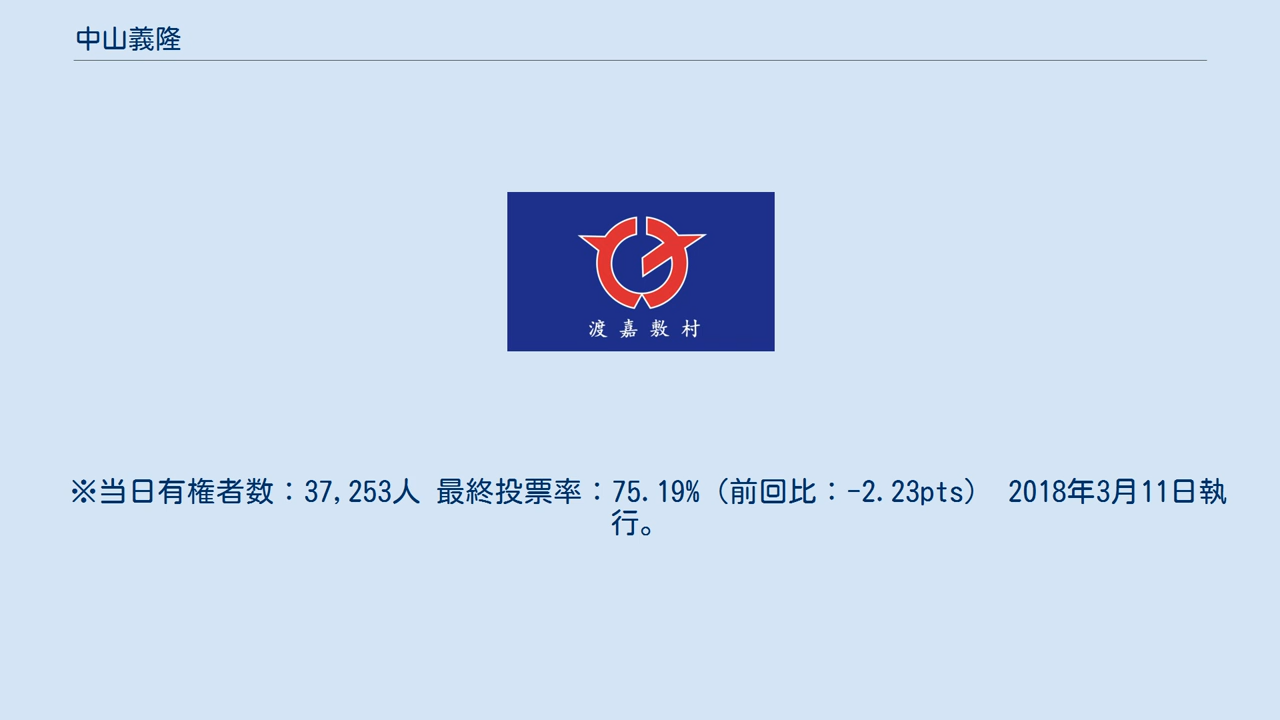 中山義隆
渡嘉敷村
※当日有権者数：37,253人 最終投票率：75.19%（前回比：-2.23pts） 2018年3月11日執
行。